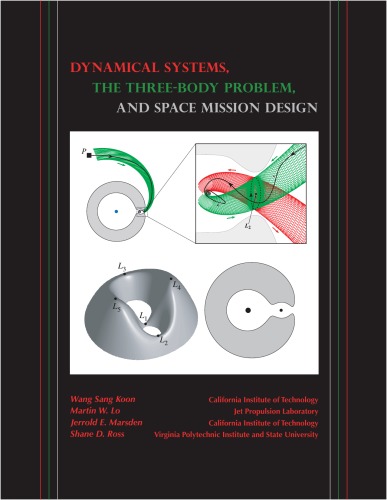 DYNAMICAL SYSTEMS,
THE THREE-BODY PROBLEM,
AND SPACE MISSION DESIGN
P
L₂
L₃
L₄
L₅
L₁
L₂
Wang Sang Koon California Institute of Technology
Martin W. Lo Jet Propulsion Laboratory
Jerrold E. Marsden California Institute of Technology
Shane D. Ross Virginia Polytechnic Institute and State University